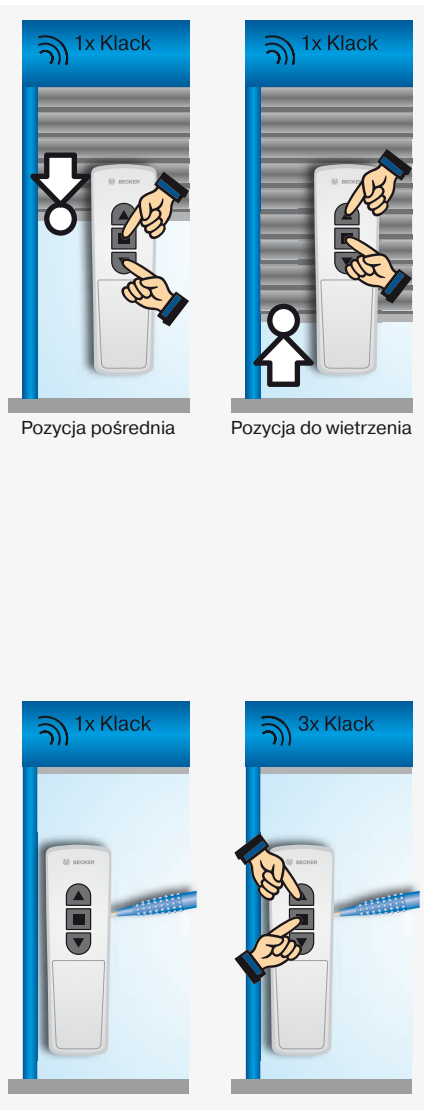 1x Klack
1x Klack
BECKER
BECKER
Pozycja pośrednia
Pozycja do wietrzenia
1x Klack
3x Klack
BECKER
BECKER